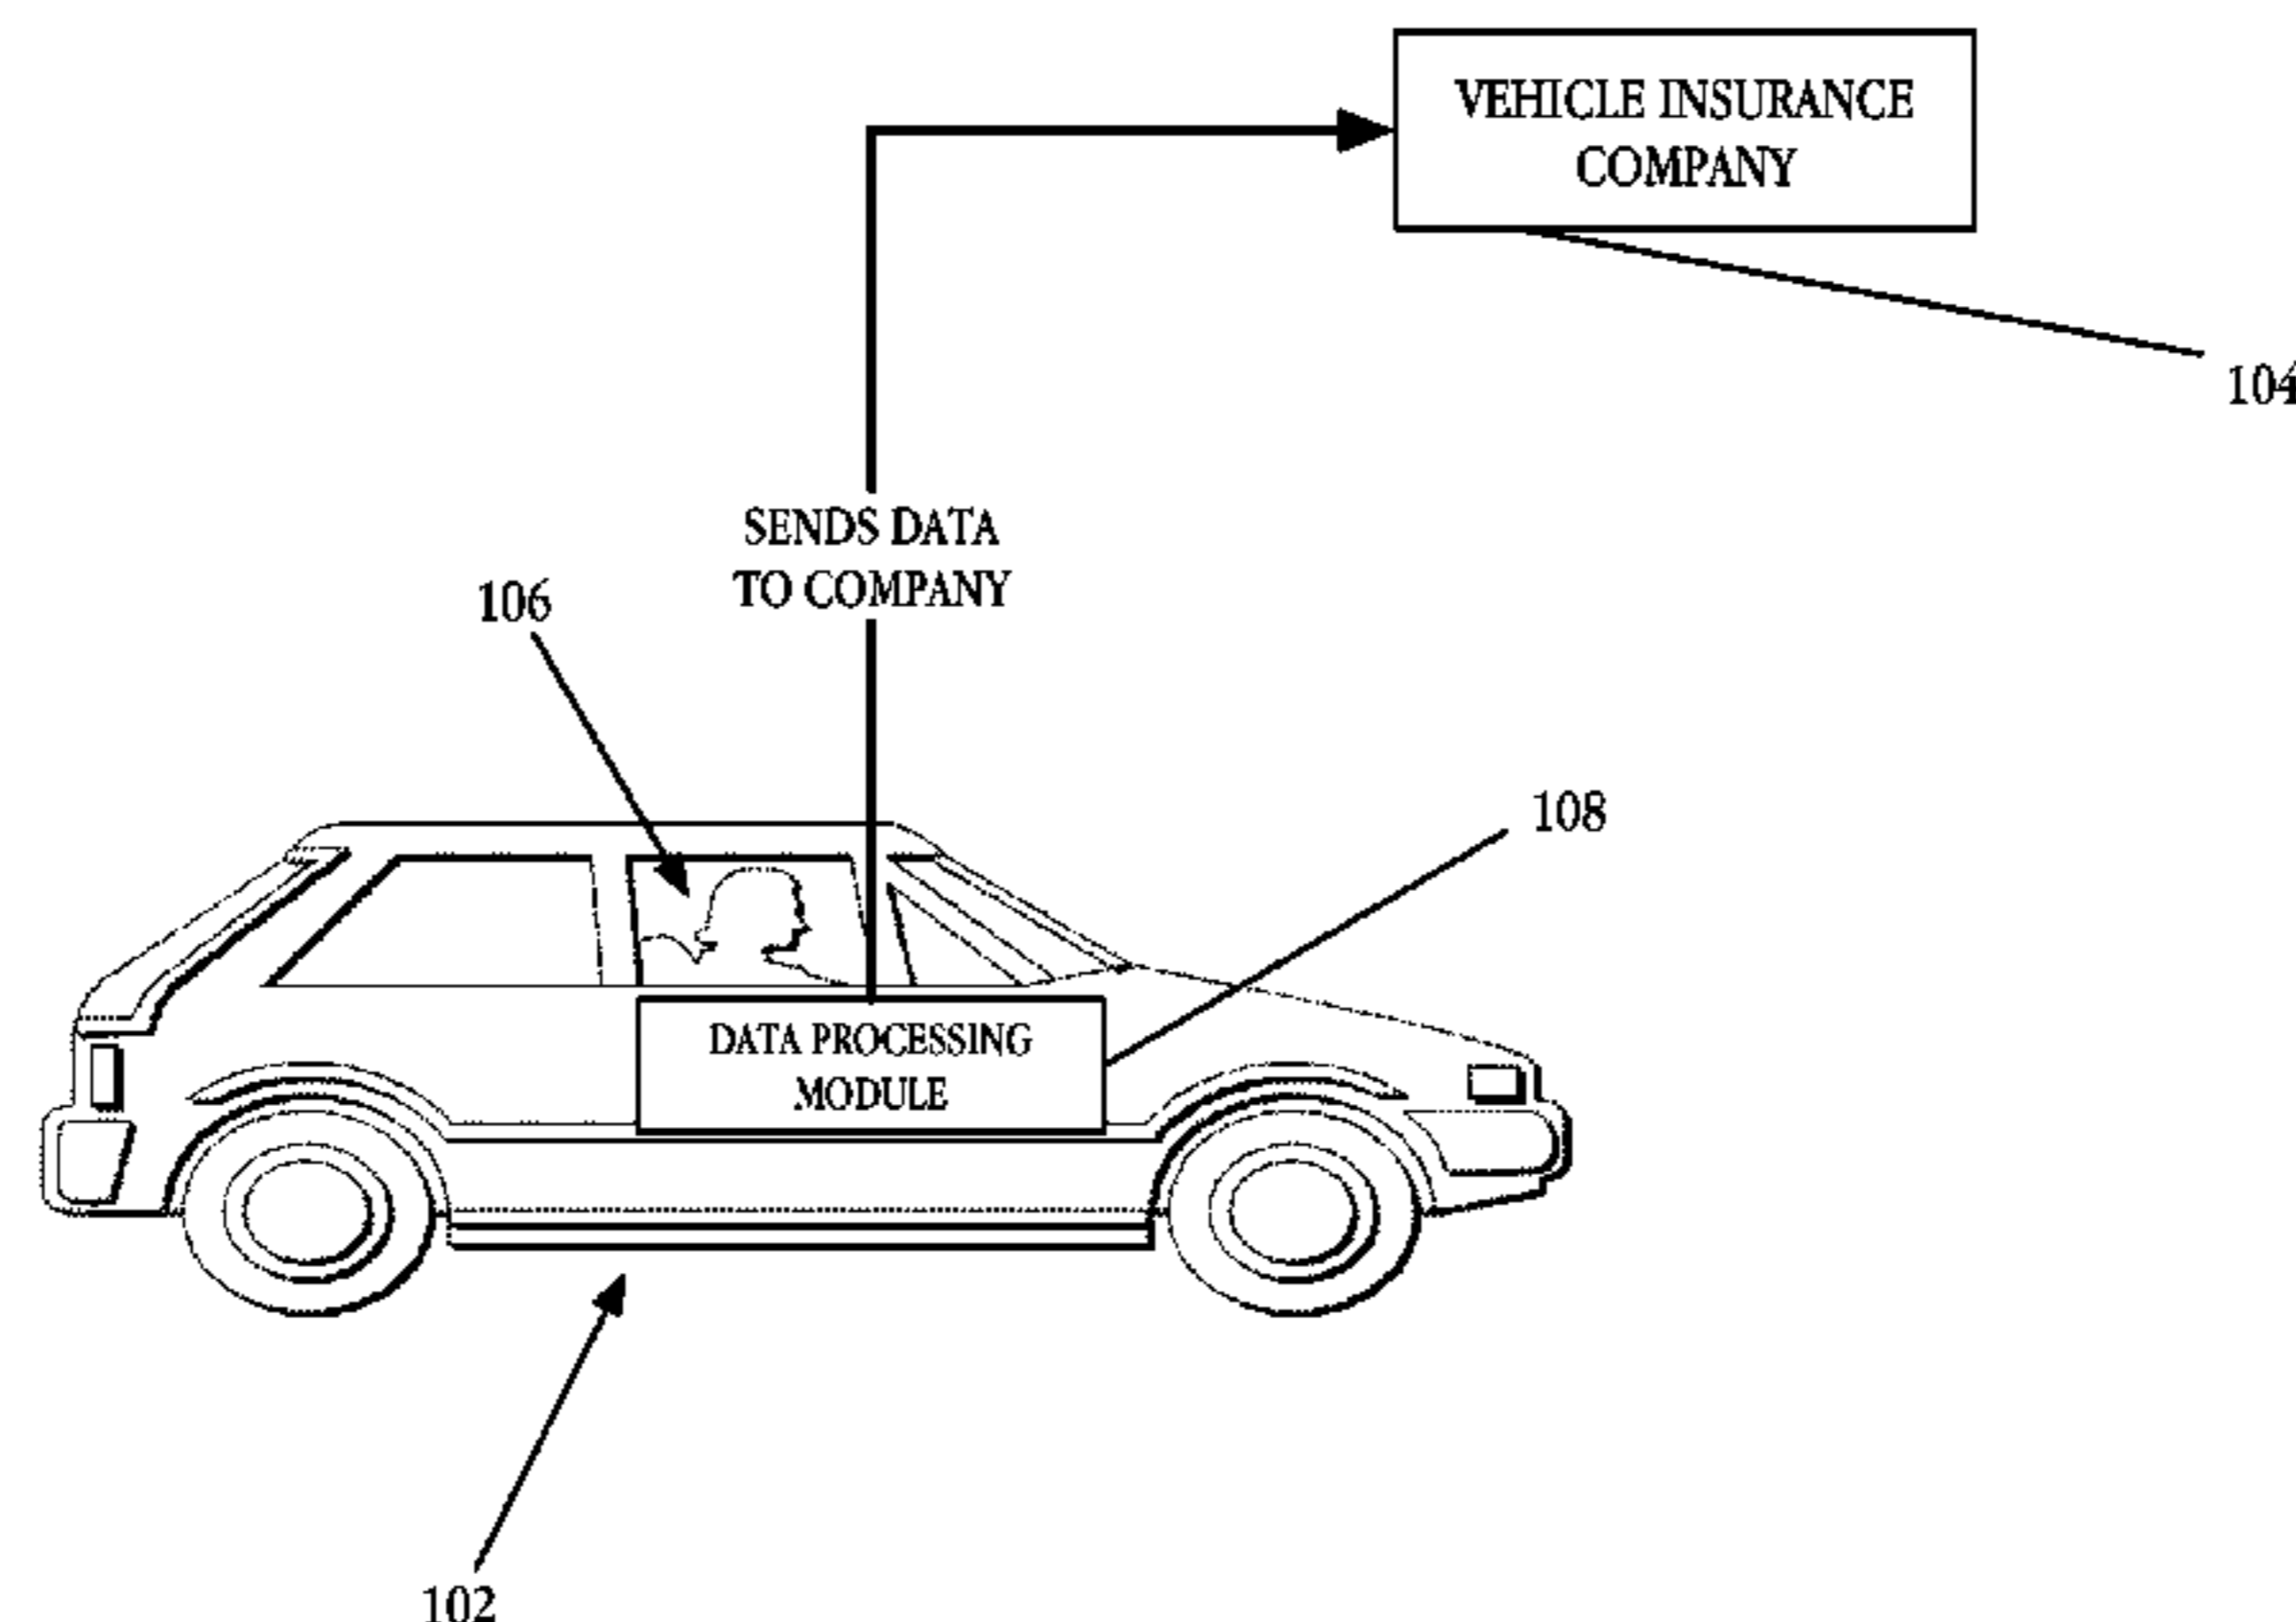 VEHICLE INSURANCE
COMPANY
104
SENDS DATA
TO COMPANY
106
108
DATA PROCESSING
MODULE
102